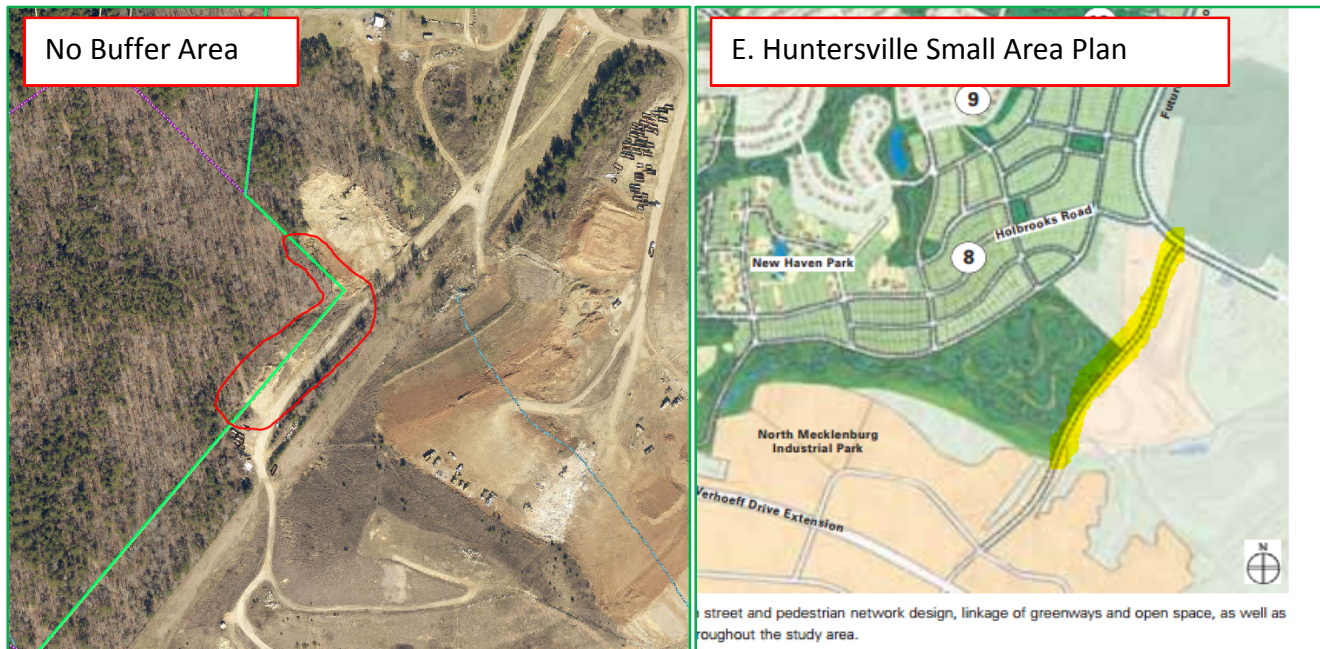 No Buffer Area
E. Huntersville Small Area Plan
9
Future
Holbrooks Road
8
New Haven Park
North Mecklenburg
Industrial Park
Verhoeff Drive Extension
N
street and pedestrian network design, linkage of greenways and open space, as well as
roughout the study area.